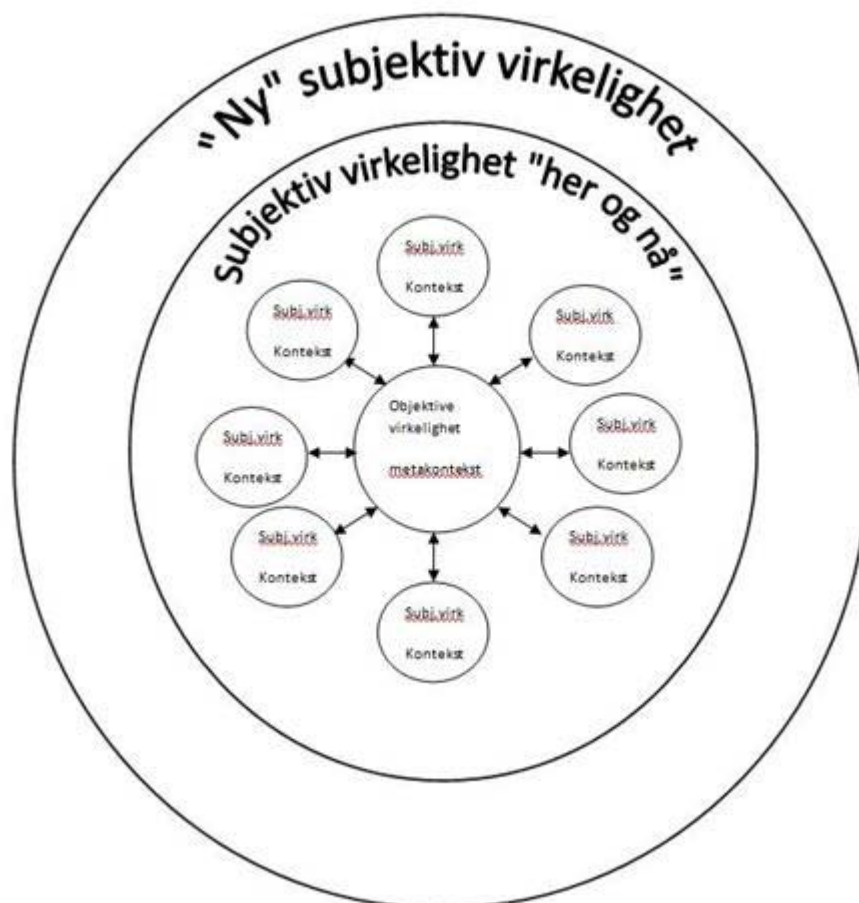 "Ny" subjektiv virkelighet
Subjektiv virkelighet "her og nå"
Subj.virk
Kontekst
Subj.virk
Kontekst
Subj.virk
Kontekst
Objektive
virkelighet
metakontekst
Subj.virk
Kontekst
Subj.virk
Kontekst
Subj.virk
Kontekst
Subj.virk
Kontekst
Subj.virk
Kontekst